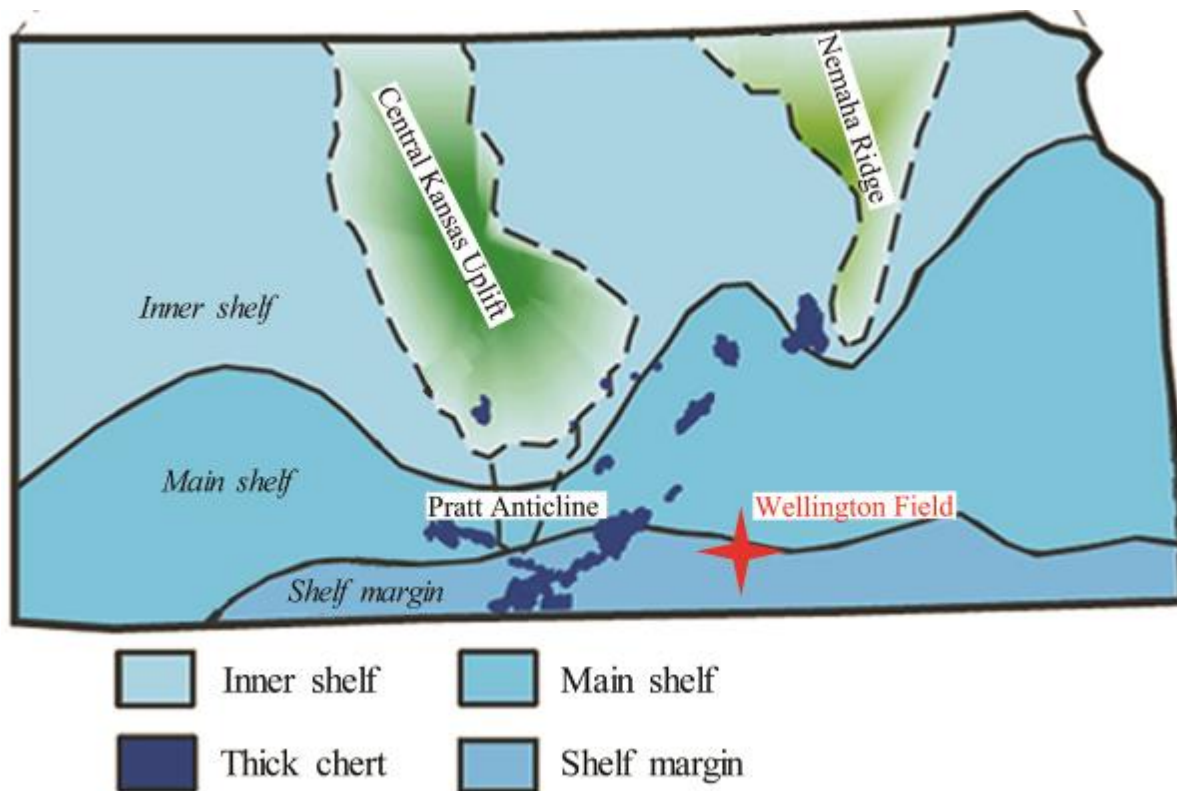 Central Kansas Uplift
Nemaha Ridge
Inner shelf
Main shelf
Pratt Anticline
Wellington Field
Shelf margin
Inner shelf
Main shelf
Thick chert
Shelf margin